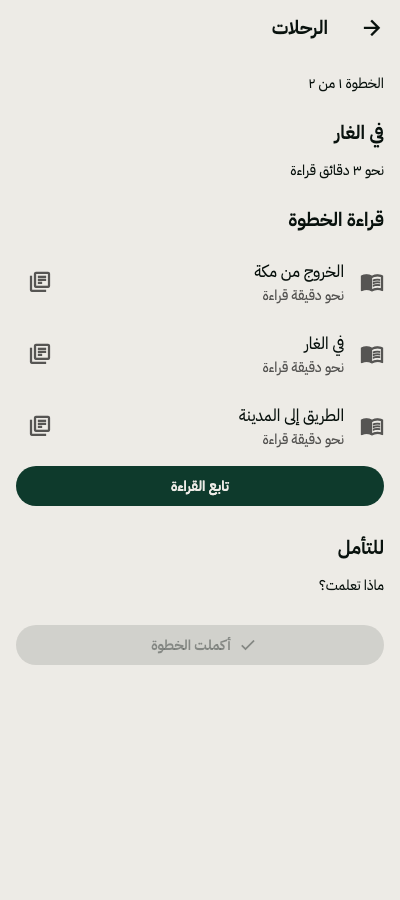 الرحلات
الخطوة ١ من ٢
في الغار
نحو ٣ دقائق قراءة
قراءة الخطوة
الخروج من مكة
نحو دقيقة قراءة
في الغار
نحو دقيقة قراءة
الطريق إلى المدينة
نحو دقيقة قراءة
تابع القراءة
للتأمل
ماذا تعلمت؟
أكملت الخطوة